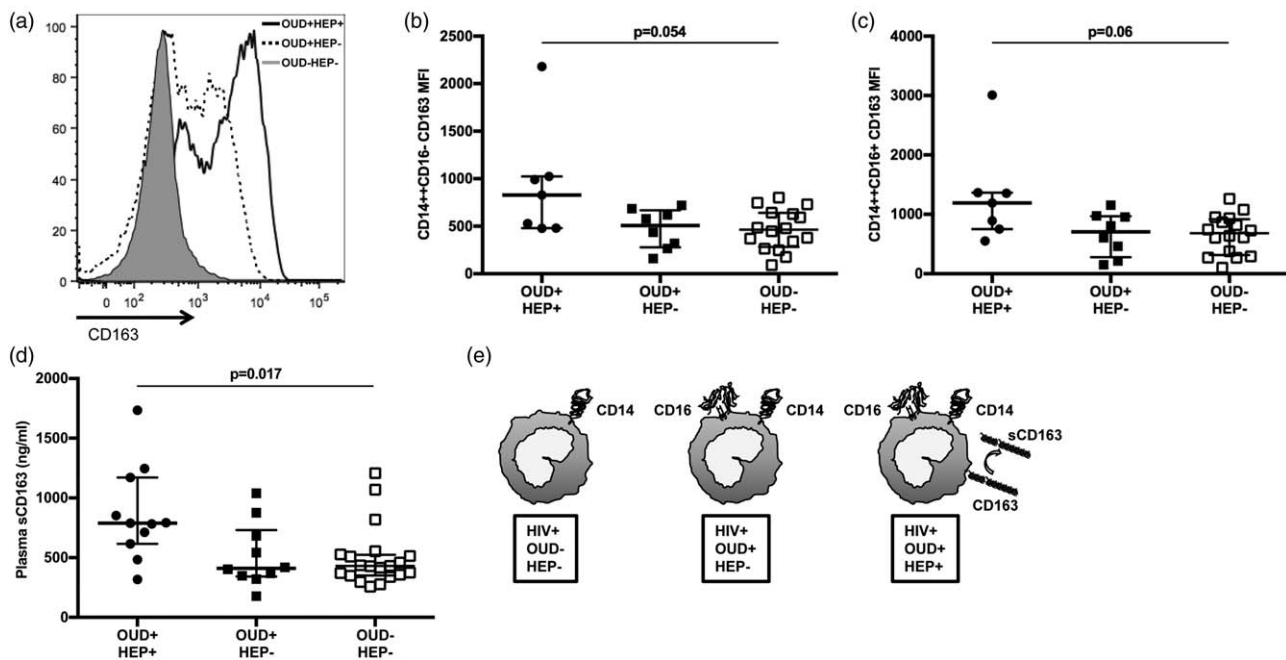 (a)
OUD+HEP+
OUD+HEP-
OUD-HEP-
100
80
60
40
20
0
0 10² 10³ 10⁴ 10⁵
CD163
(b)
p=0.054
CD14++CD16- CD163 MFI
2500
2000
1500
1000
500
0
OUD+ OUD+ OUD-
HEP+ HEP- HEP-
(c)
p=0.06
CD14++CD16+ CD163 MFI
4000
3000
2000
1000
0
OUD+ OUD+ OUD-
HEP+ HEP- HEP-
(d)
p=0.017
Plasma sCD163 (ng/ml)
2000
1500
1000
500
0
OUD+ OUD+ OUD-
HEP+ HEP- HEP-
(e)
CD14
HIV+
OUD-
HEP-
CD16 CD14
HIV+
OUD+
HEP-
CD16 CD14
sCD163
CD163
HIV+
OUD+
HEP+